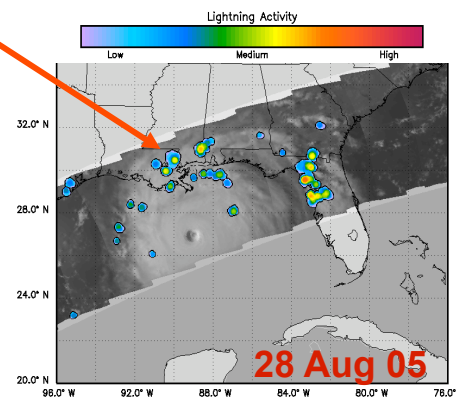 Lightning Activity
Low Medium High
32.0° N
28.0° N
24.0° N
28 Aug 05
20.0° N
96.0° W 92.0° W 88.0° W 84.0° W 80.0° W 76.0°